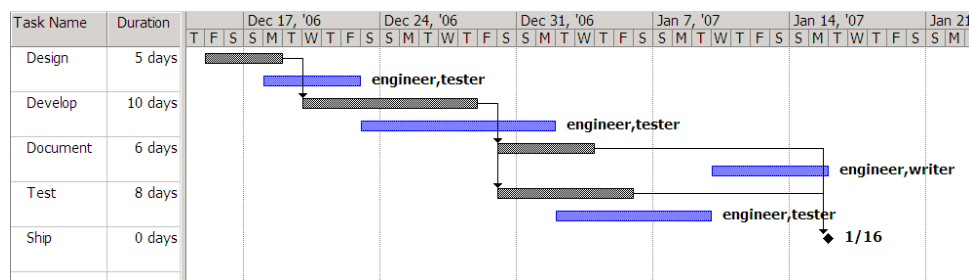 Task Name Duration Dec 17, '06 Dec 24, '06 Dec 31, '06 Jan 7, '07 Jan 14, '07 Jan 21
T F S S M T W T F S S M T W T F S S M T W T F S S M T W T F S S M T W T F S S M
Design 5 days
engineer,tester
Develop 10 days
engineer,tester
Document 6 days
engineer,writer
Test 8 days
engineer,tester
Ship 0 days 1/16